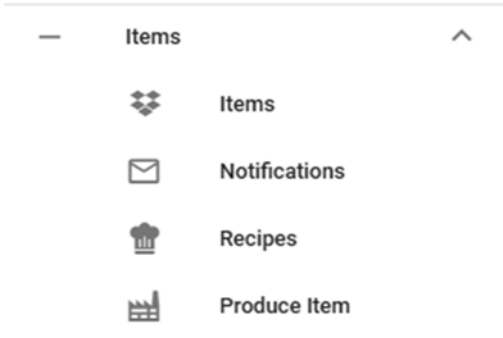 Items
Items
Notifications
Recipes
Produce Item